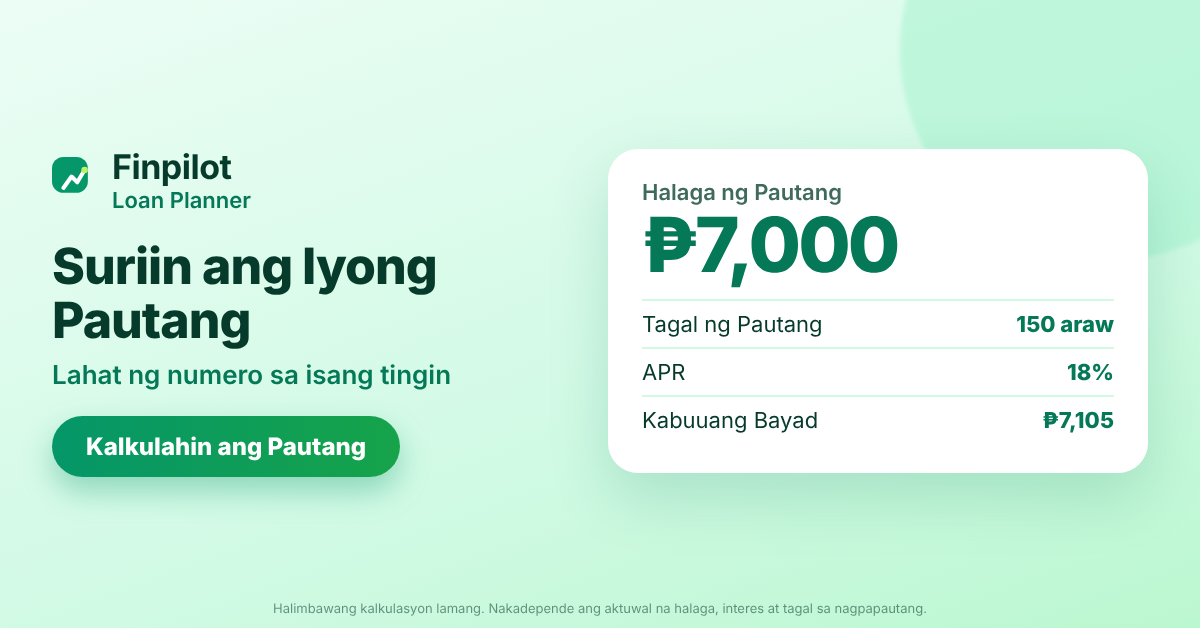 Finpilot
Loan Planner
Suriin ang Iyong
Pautang
Lahat ng numero sa isang tingin
Kalkulahin ang Pautang
Halaga ng Pautang
₱7,000
Tagal ng Pautang 150 araw
APR 18%
Kabuuang Bayad ₱7,105
Halimbawang kalkulasyon lamang. Nakadepende ang aktuwal na halaga, interes at tagal sa nagpapautang.